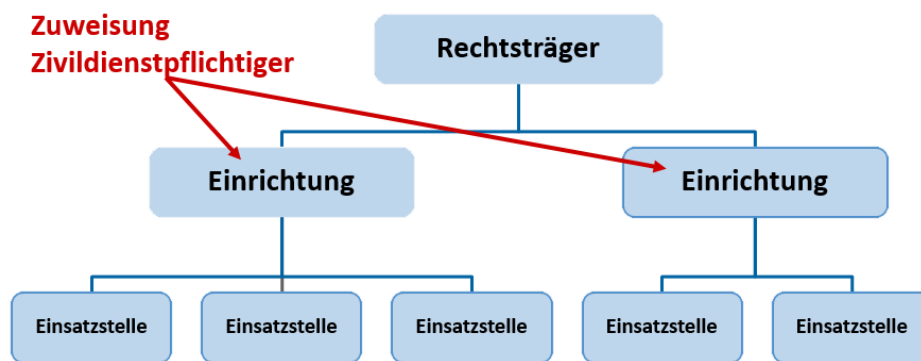 Zuweisung
Zivildienstpflichtiger
Rechtsträger
Einrichtung
Einrichtung
Einsatzstelle
Einsatzstelle
Einsatzstelle
Einsatzstelle
Einsatzstelle